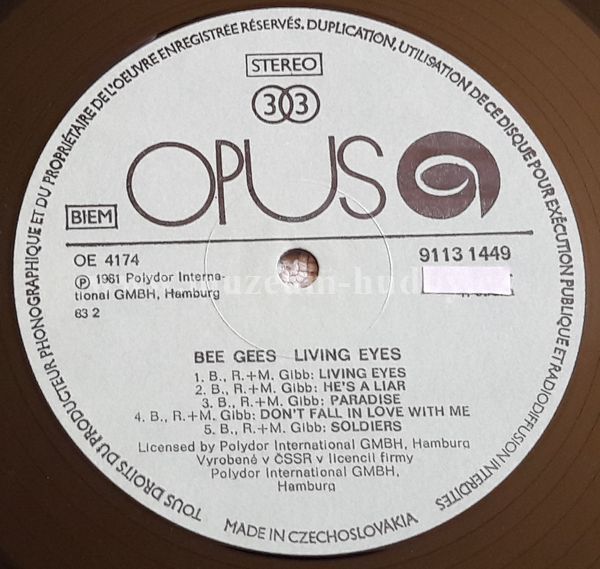 TOUS DROITS DU PRODUCTEUR PHONOGRAPHIQUE ET DU PROPRIÉTAIRE DE L'OEUVRE ENREGISTRÉE RÉSERVÉS. DUPLICATION, UTILISATION DE CE DISQUE POUR EXÉCUTION PUBLIQUE ET RADIODIFFUSION INTERDITES
STEREO
33
OPUS
BIEM
OE 4174
9113 1449
Ⓟ 1981 Polydor Interna-
tional GMBH, Hamburg
83 2
BEE GEES LIVING EYES
1. B., R.+M. Gibb: LIVING EYES
2. B., R.+M. Gibb: HE'S A LIAR
3. B., R.+M. Gibb: PARADISE
4. B., R.+M. Gibb: DON'T FALL IN LOVE WITH ME
5. B., R.+M. Gibb: SOLDIERS
Licensed by Polydor International GMBH, Hamburg
Vyrobené v ČSSR v licencii firmy
Polydor International GMBH,
Hamburg
MADE IN CZECHOSLOVAKIA